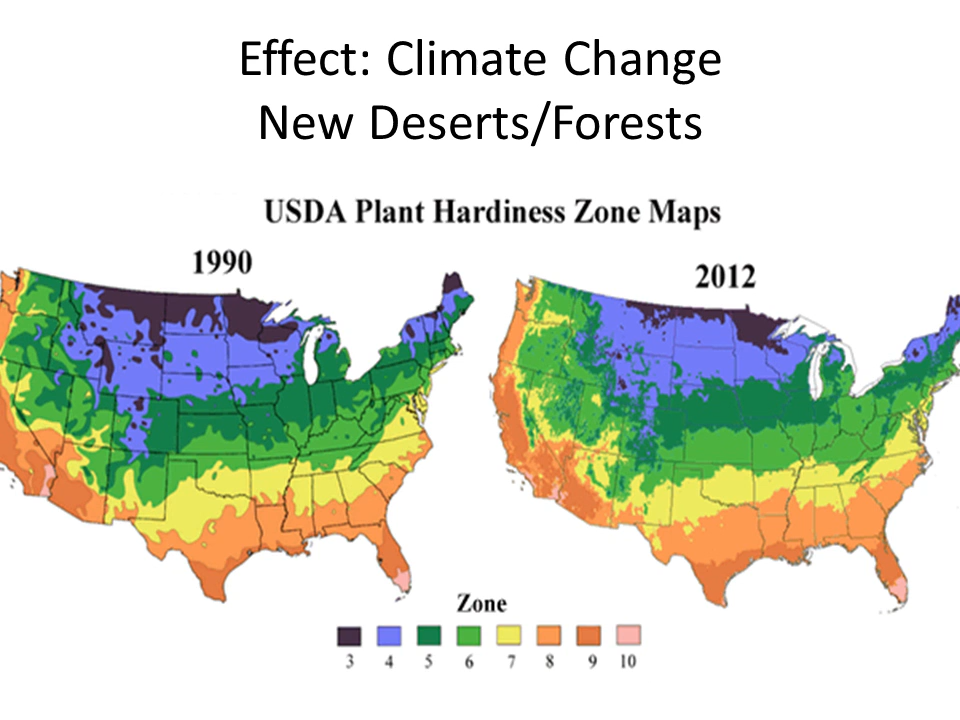 Effect: Climate Change
New Deserts/Forests
USDA Plant Hardiness Zone Maps
1990
2012
Zone
3 4 5 6 7 8 9 10